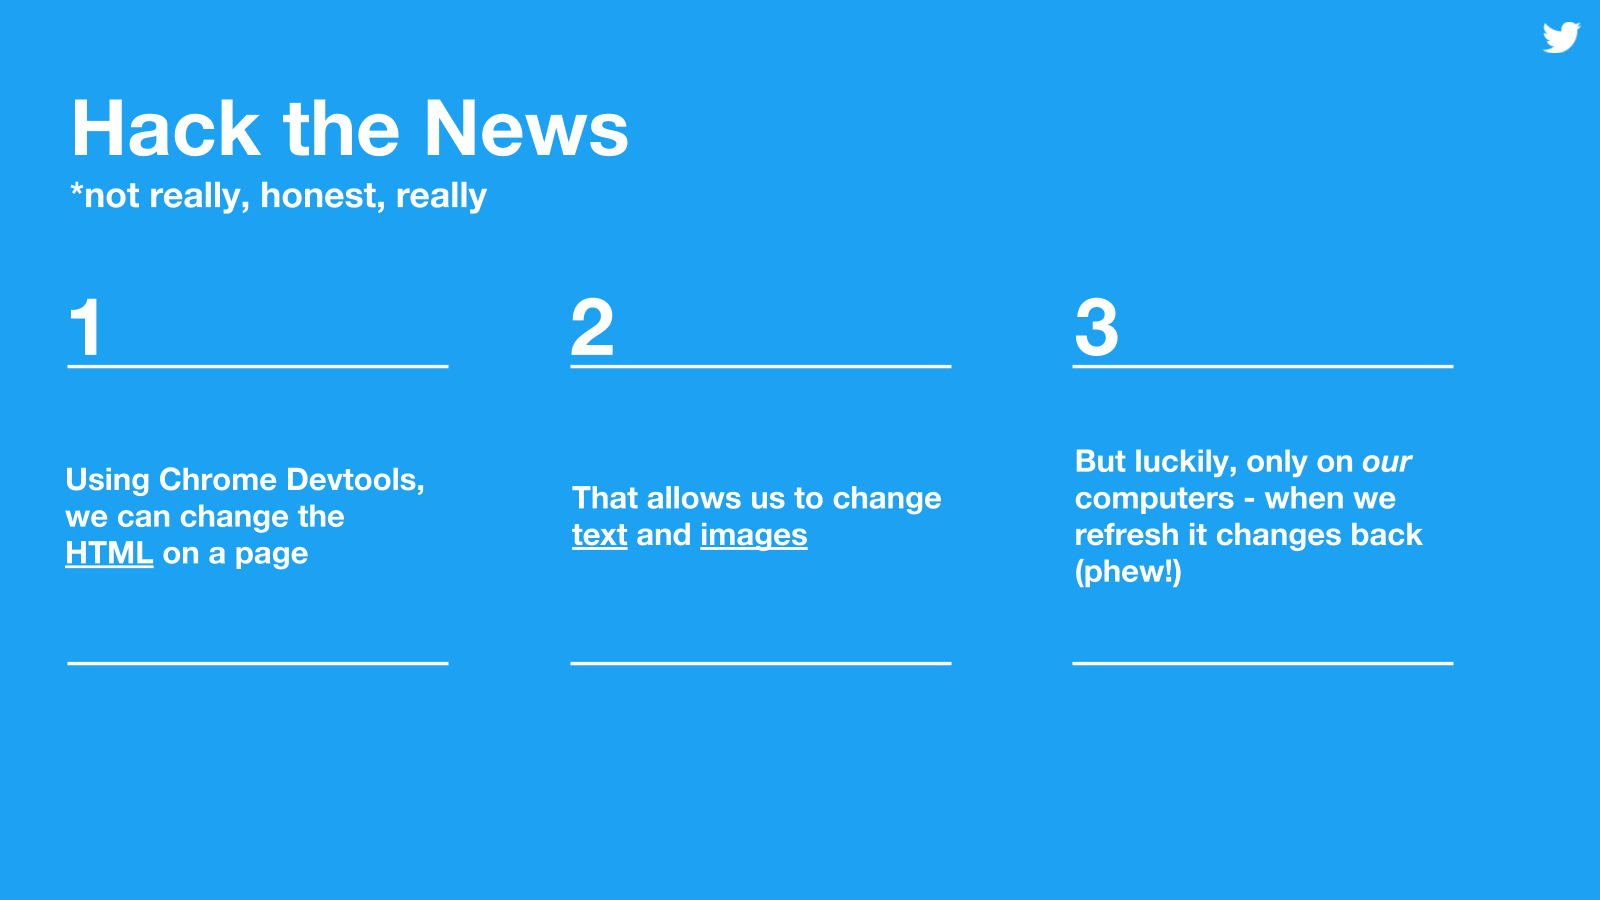 Hack the News
*not really, honest, really
1
Using Chrome Devtools,
we can change the
HTML on a page
2
That allows us to change
text and images
3
But luckily, only on our
computers - when we
refresh it changes back
(phew!)